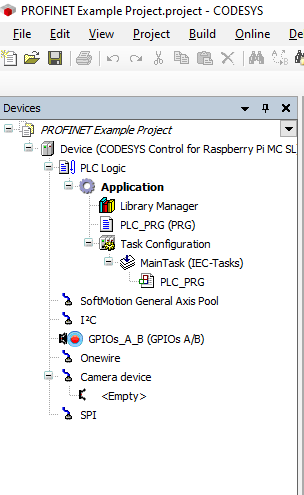 PROFINET Example Project.project - CODESYS
File Edit View Project Build Online
Devices
PROFINET Example Project
Device (CODESYS Control for Raspberry Pi MC SL
PLC Logic
Application
Library Manager
PLC_PRG (PRG)
Task Configuration
MainTask (IEC-Tasks)
PLC_PRG
SoftMotion General Axis Pool
I²C
GPIOs_A_B (GPIOs A/B)
Onewire
Camera device
<Empty>
SPI